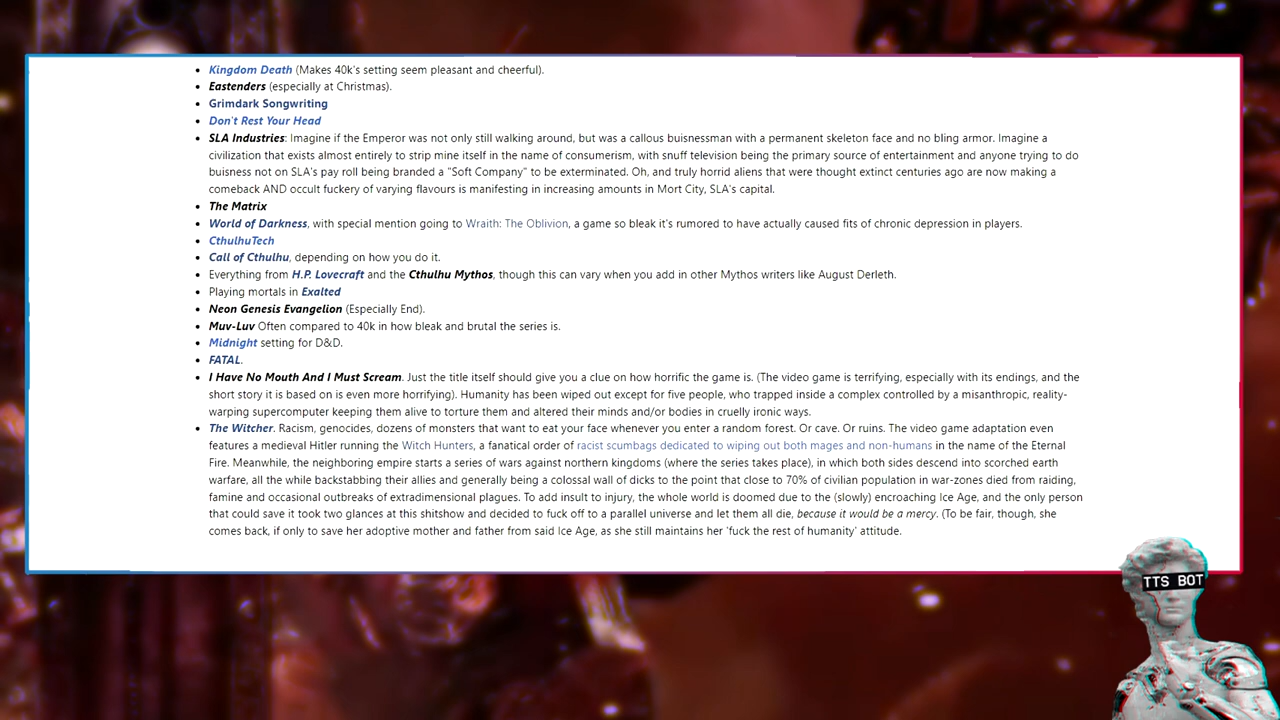 Kingdom Death (Makes 40k's setting seem pleasant and cheerful).
Eastenders (especially at Christmas).
Grimdark Songwriting
Don't Rest Your Head
SLA Industries: Imagine if the Emperor was not only still walking around, but was a callous buisnessman with a permanent skeleton face and no bling armor. Imagine a
civilization that exists almost entirely to strip mine itself in the name of consumerism, with snuff television being the primary source of entertainment and anyone trying to do
buisness not on SLA's pay roll being branded a "Soft Company" to be exterminated. Oh, and truly horrid aliens that were thought extinct centuries ago are now making a
comeback AND occult fuckery of varying flavours is manifesting in increasing amounts in Mort City, SLA's capital.
The Matrix
World of Darkness, with special mention going to Wraith: The Oblivion, a game so bleak it's rumored to have actually caused fits of chronic depression in players.
CthulhuTech
Call of Cthulhu, depending on how you do it.
Everything from H.P. Lovecraft and the Cthulhu Mythos, though this can vary when you add in other Mythos writers like August Derleth.
Playing mortals in Exalted
Neon Genesis Evangelion (Especially End).
Muv-Luv Often compared to 40k in how bleak and brutal the series is.
Midnight setting for D&D.
FATAL.
I Have No Mouth And I Must Scream. Just the title itself should give you a clue on how horrific the game is. (The video game is terrifying, especially with its endings, and the
short story it is based on is even more horrifying). Humanity has been wiped out except for five people, who trapped inside a complex controlled by a misanthropic, reality-
warping supercomputer keeping them alive to torture them and altered their minds and/or bodies in cruelly ironic ways.
The Witcher. Racism, genocides, dozens of monsters that want to eat your face whenever you enter a random forest. Or cave. Or ruins. The video game adaptation even
features a medieval Hitler running the Witch Hunters, a fanatical order of racist scumbags dedicated to wiping out both mages and non-humans in the name of the Eternal
Fire. Meanwhile, the neighboring empire starts a series of wars against northern kingdoms (where the series takes place), in which both sides descend into scorched earth
warfare, all the while backstabbing their allies and generally being a colossal wall of dicks to the point that close to 70% of civilian population in war-zones died from raiding,
famine and occasional outbreaks of extradimensional plagues. To add insult to injury, the whole world is doomed due to the (slowly) encroaching Ice Age, and the only person
that could save it took two glances at this shitshow and decided to fuck off to a parallel universe and let them all die, because it would be a mercy. (To be fair, though, she
comes back, if only to save her adoptive mother and father from said Ice Age, as she still maintains her 'fuck the rest of humanity' attitude.
TTS BOT